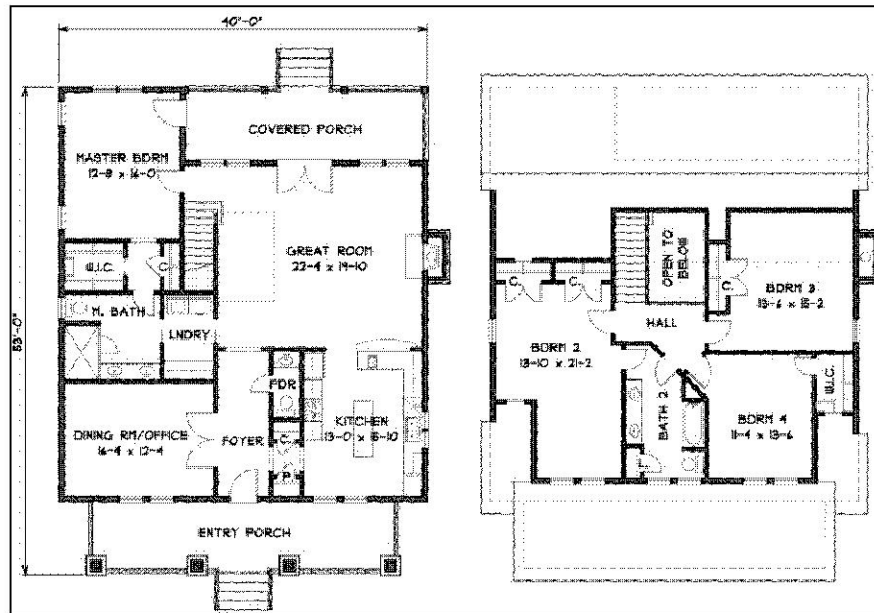 40'-0"
COVERED PORCH
MASTER BDRM
12-8 x 16-0
GREAT ROOM
22-4 x 19-10
W.I.C.
C.
M. BATH
LNDRY
53'-0"
PDR
KITCHEN
13-0 x 15-10
DINING RM/OFFICE
16-4 x 12-4
FOYER
C.
P.
ENTRY PORCH
OPEN TO
BELOW
C.
C.
C.
BDRM 3
HALL
BDRM 2
13-10 x 21-2
BATH 2
W.I.C.
BDRM 4
11-4 x 13-6